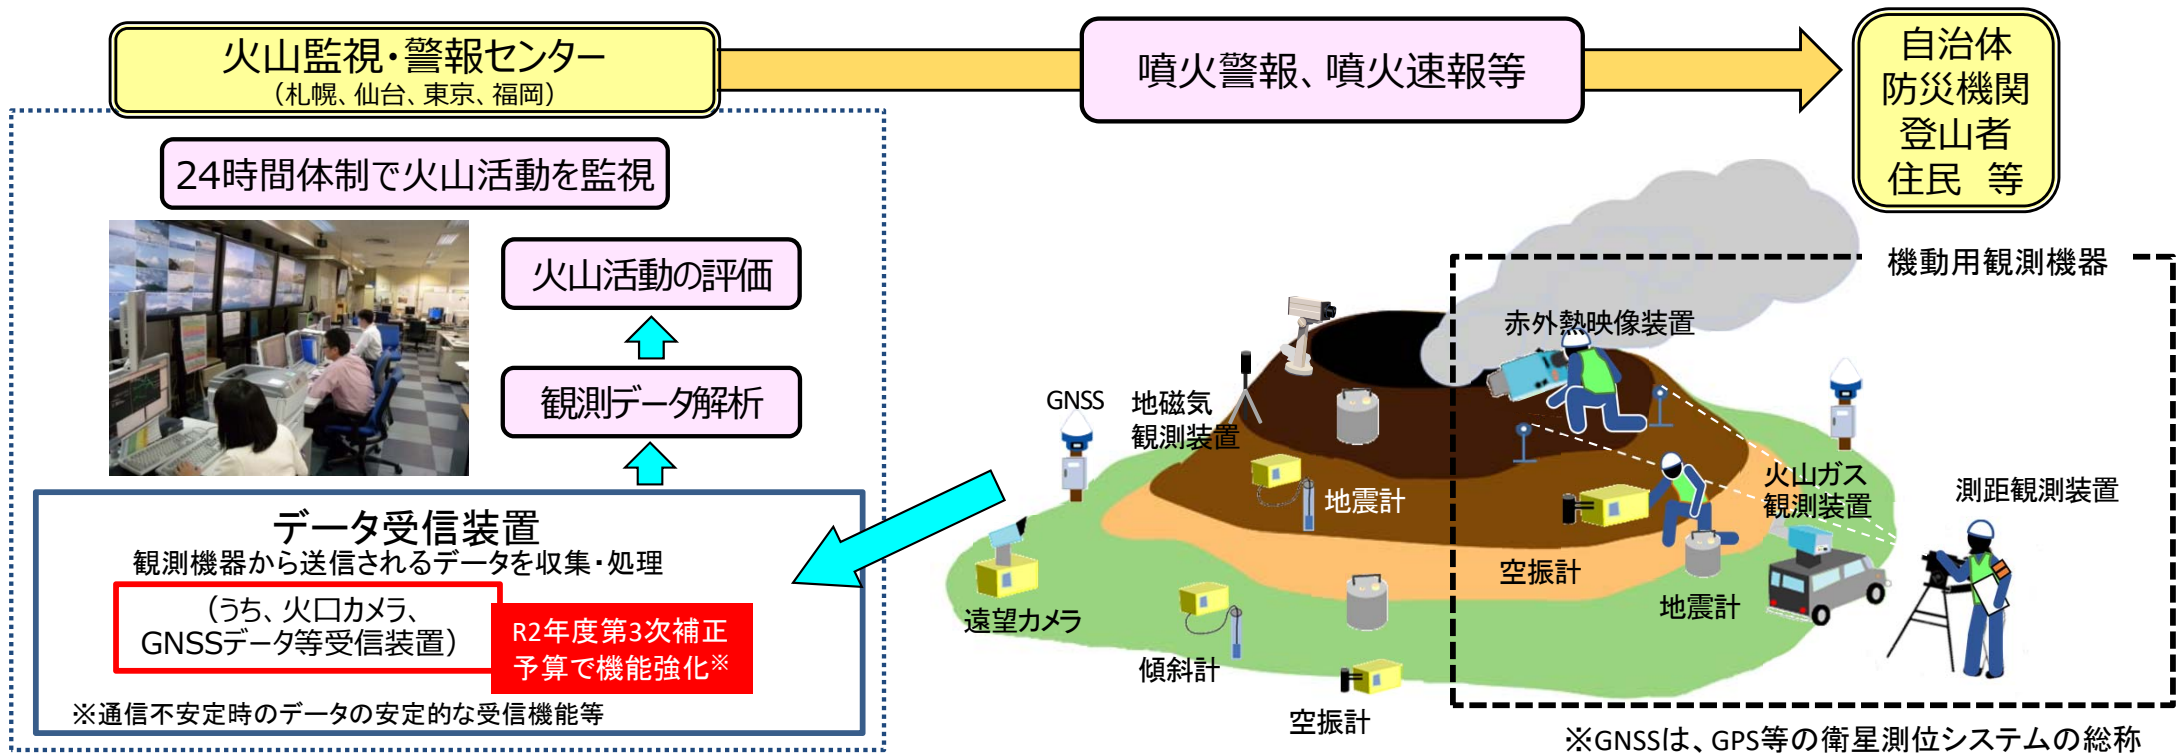 火山監視・警報センター
（札幌、仙台、東京、福岡）
噴火警報、噴火速報等
自治体
防災機関
登山者
住民　等
24時間体制で火山活動を監視
火山活動の評価
観測データ解析
データ受信装置
観測機器から送信されるデータを収集・処理
（うち、火口カメラ、
GNSSデータ等受信装置）
R2年度第3次補正
予算で機能強化※
※通信不安定時のデータの安定的な受信機能等
機動用観測機器
赤外熱映像装置
GNSS
地磁気
観測装置
地震計
火山ガス
観測装置
測距観測装置
空振計
地震計
遠望カメラ
傾斜計
空振計
※GNSSは、GPS等の衛星測位システムの総称